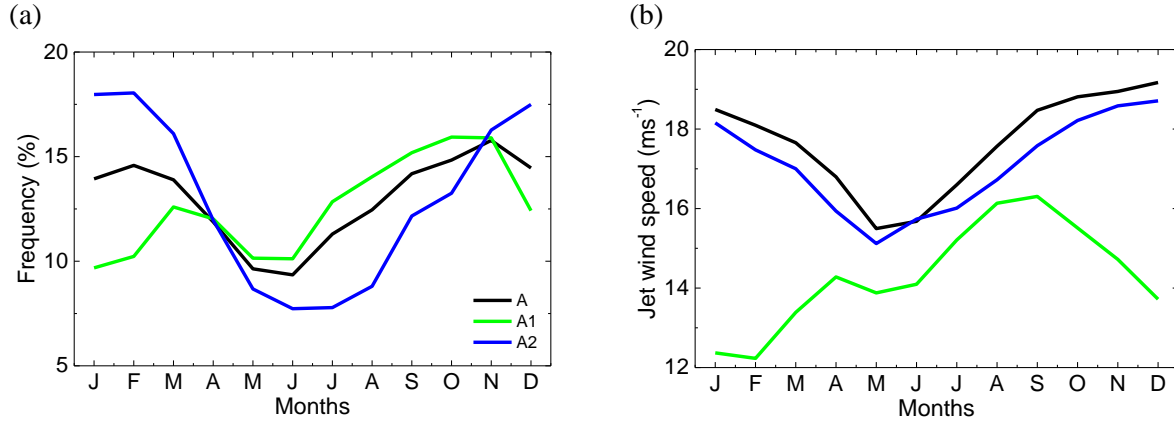 (a)
20
15
10
5
Frequency (%)
J F M A M J J A S O N D
Months
A
A1
A2
(b)
20
18
16
14
12
Jet wind speed (ms⁻¹)
J F M A M J J A S O N D
Months